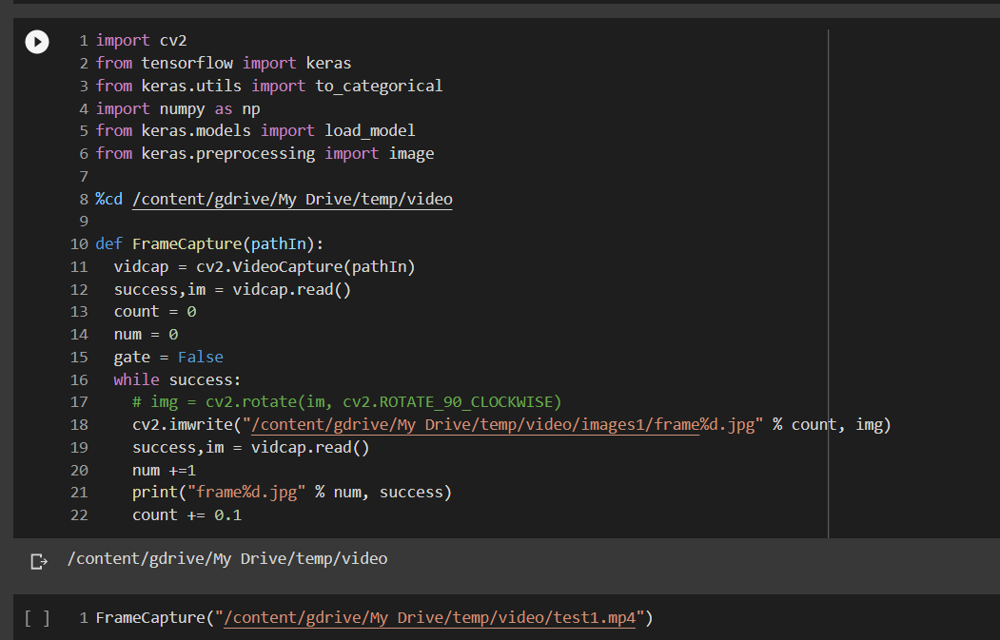 1 import cv2
2 from tensorflow import keras
3 from keras.utils import to_categorical
4 import numpy as np
5 from keras.models import load_model
6 from keras.preprocessing import image
7
8 %cd /content/gdrive/My Drive/temp/video
9
10 def FrameCapture(pathIn):
11   vidcap = cv2.VideoCapture(pathIn)
12   success,im = vidcap.read()
13   count = 0
14   num = 0
15   gate = False
16   while success:
17     # img = cv2.rotate(im, cv2.ROTATE_90_CLOCKWISE)
18     cv2.imwrite("/content/gdrive/My Drive/temp/video/images1/frame%d.jpg" % count, img)
19     success,im = vidcap.read()
20     num +=1
21     print("frame%d.jpg" % num, success)
22     count += 0.1
/content/gdrive/My Drive/temp/video
[ ] 1 FrameCapture("/content/gdrive/My Drive/temp/video/test1.mp4")